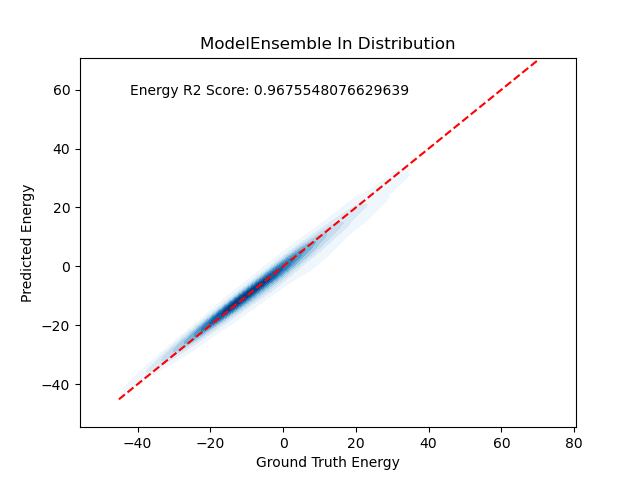 ModelEnsemble In Distribution
Energy R2 Score: 0.9675548076629639
60
40
20
0
−20
−40
Predicted Energy
−40 −20 0 20 40 60 80
Ground Truth Energy